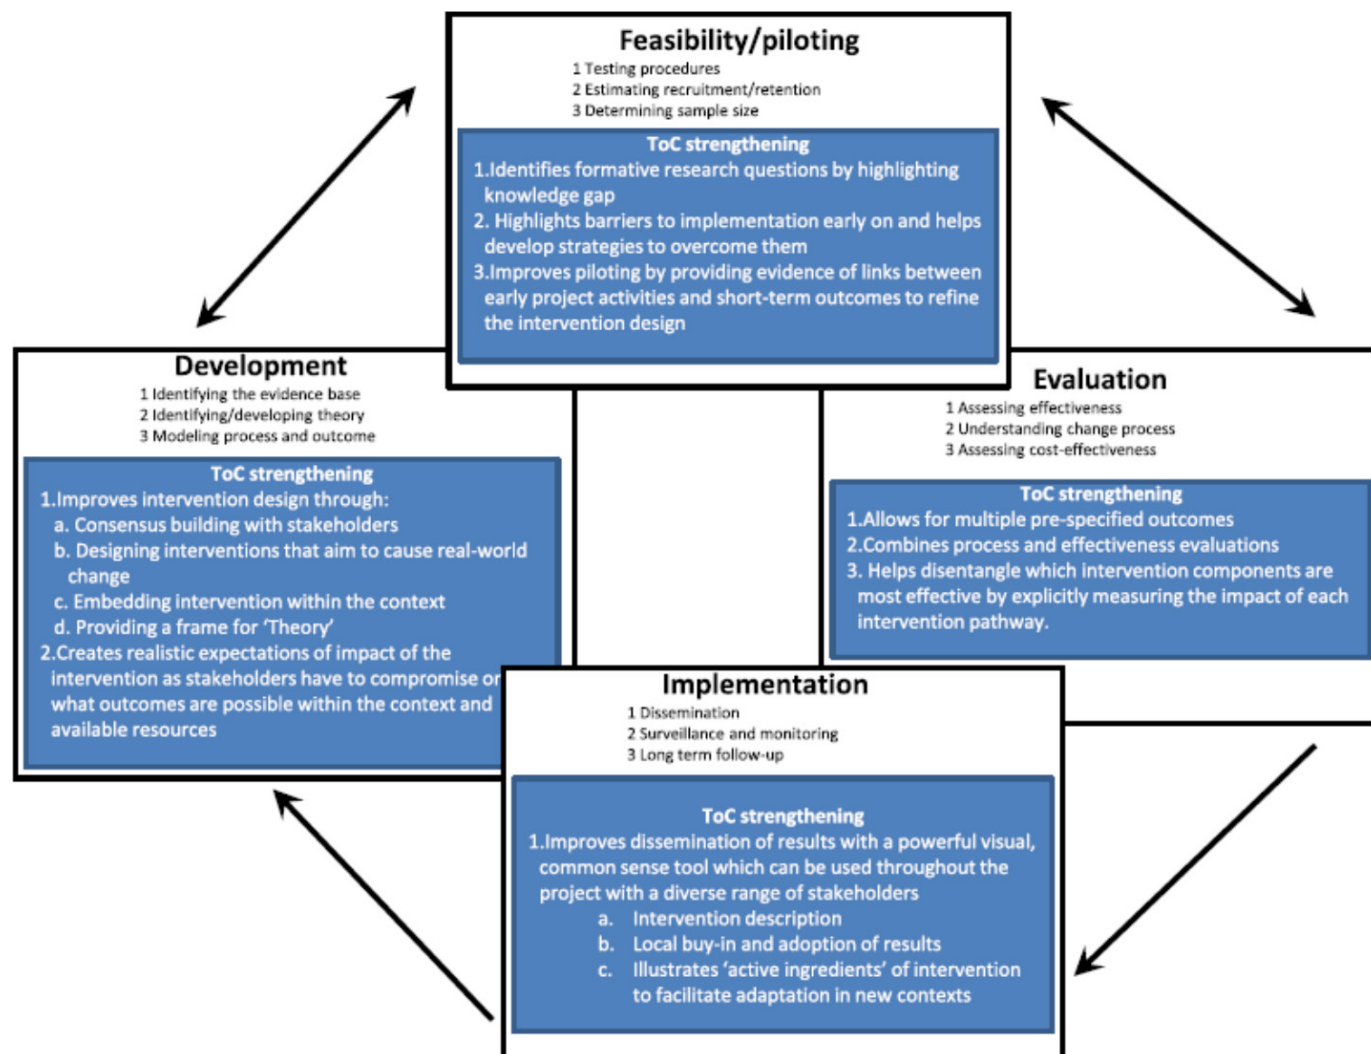 Feasibility/piloting
1 Testing procedures
2 Estimating recruitment/retention
3 Determining sample size
ToC strengthening
1.Identifies formative research questions by highlighting
knowledge gap
2. Highlights barriers to implementation early on and helps
develop strategies to overcome them
3.Improves piloting by providing evidence of links between
early project activities and short-term outcomes to refine
the intervention design
Development
1 Identifying the evidence base
2 Identifying/developing theory
3 Modeling process and outcome
ToC strengthening
1.Improves intervention design through:
a. Consensus building with stakeholders
b. Designing interventions that aim to cause real-world
change
c. Embedding intervention within the context
d. Providing a frame for ‘Theory’
2.Creates realistic expectations of impact of the
intervention as stakeholders have to compromise or
what outcomes are possible within the context and
available resources
Evaluation
1 Assessing effectiveness
2 Understanding change process
3 Assessing cost-effectiveness
ToC strengthening
1.Allows for multiple pre-specified outcomes
2.Combines process and effectiveness evaluations
3. Helps disentangle which intervention components are
most effective by explicitly measuring the impact of each
intervention pathway.
Implementation
1 Dissemination
2 Surveillance and monitoring
3 Long term follow-up
ToC strengthening
1.Improves dissemination of results with a powerful visual,
common sense tool which can be used throughout the
project with a diverse range of stakeholders
a. Intervention description
b. Local buy-in and adoption of results
c. Illustrates ‘active ingredients’ of intervention
to facilitate adaptation in new contexts